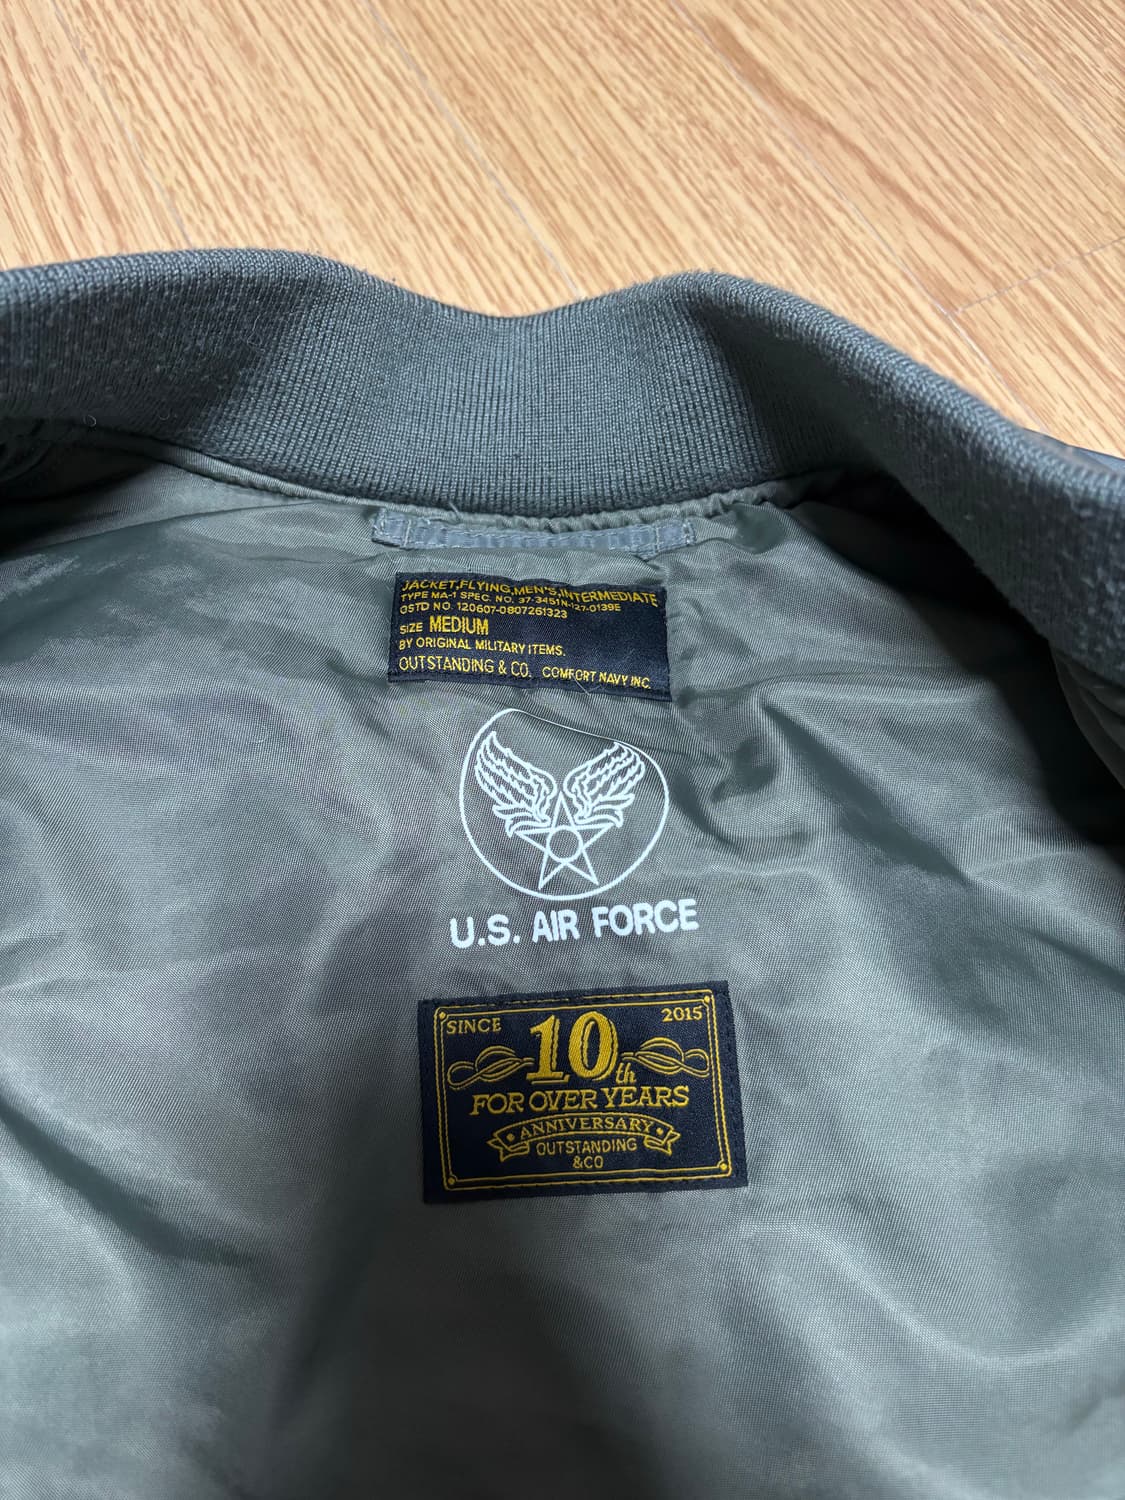 JACKET,FLYING,MEN'S,INTERMEDIATE
TYPE MA-1 SPEC. NO. 37-3451N-127-0139E
OSTD NO. 120607-0807261323
SIZE MEDIUM
BY ORIGINAL MILITARY ITEMS.
OUTSTANDING & CO. COMFORT NAVY INC.
U.S. AIR FORCE
SINCE 2015
10th
FOR OVER YEARS
ANNIVERSARY
OUTSTANDING
&CO